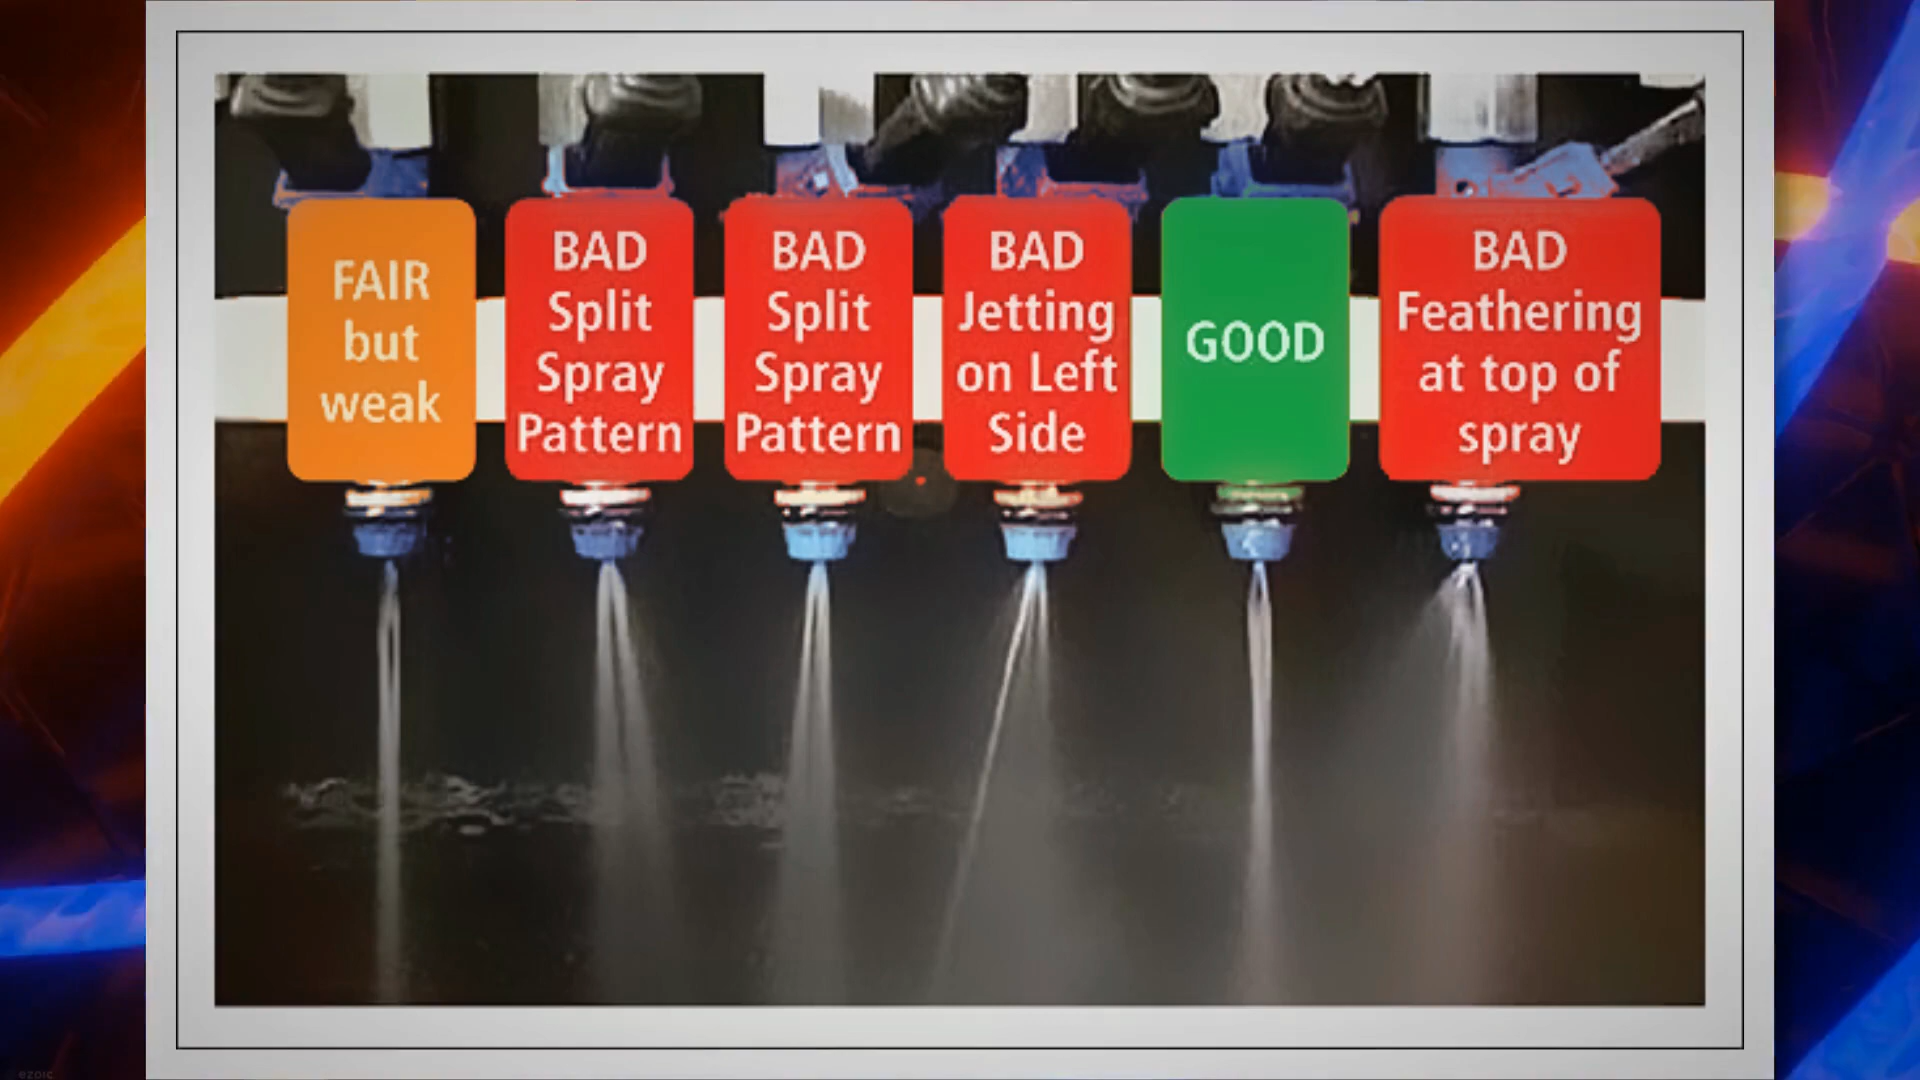 FAIR
but
weak
BAD
Split
Spray
Pattern
BAD
Split
Spray
Pattern
BAD
Jetting
on Left
Side
GOOD
BAD
Feathering
at top of
spray
ezoic